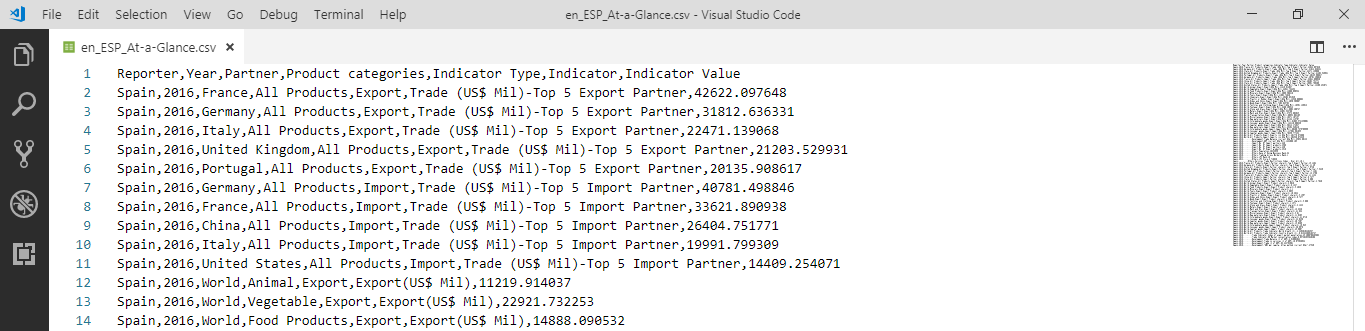 File Edit Selection View Go Debug Terminal Help en_ESP_At-a-Glance.csv - Visual Studio Code
en_ESP_At-a-Glance.csv
1 Reporter,Year,Partner,Product categories,Indicator Type,Indicator,Indicator Value
2 Spain,2016,France,All Products,Export,Trade (US$ Mil)-Top 5 Export Partner,42622.097648
3 Spain,2016,Germany,All Products,Export,Trade (US$ Mil)-Top 5 Export Partner,31812.636331
4 Spain,2016,Italy,All Products,Export,Trade (US$ Mil)-Top 5 Export Partner,22471.139068
5 Spain,2016,United Kingdom,All Products,Export,Trade (US$ Mil)-Top 5 Export Partner,21203.529931
6 Spain,2016,Portugal,All Products,Export,Trade (US$ Mil)-Top 5 Export Partner,20135.908617
7 Spain,2016,Germany,All Products,Import,Trade (US$ Mil)-Top 5 Import Partner,40781.498846
8 Spain,2016,France,All Products,Import,Trade (US$ Mil)-Top 5 Import Partner,33621.890938
9 Spain,2016,China,All Products,Import,Trade (US$ Mil)-Top 5 Import Partner,26404.751771
10 Spain,2016,Italy,All Products,Import,Trade (US$ Mil)-Top 5 Import Partner,19991.799309
11 Spain,2016,United States,All Products,Import,Trade (US$ Mil)-Top 5 Import Partner,14409.254071
12 Spain,2016,World,Animal,Export,Export(US$ Mil),11219.914037
13 Spain,2016,World,Vegetable,Export,Export(US$ Mil),22921.732253
14 Spain,2016,World,Food Products,Export,Export(US$ Mil),14888.090532